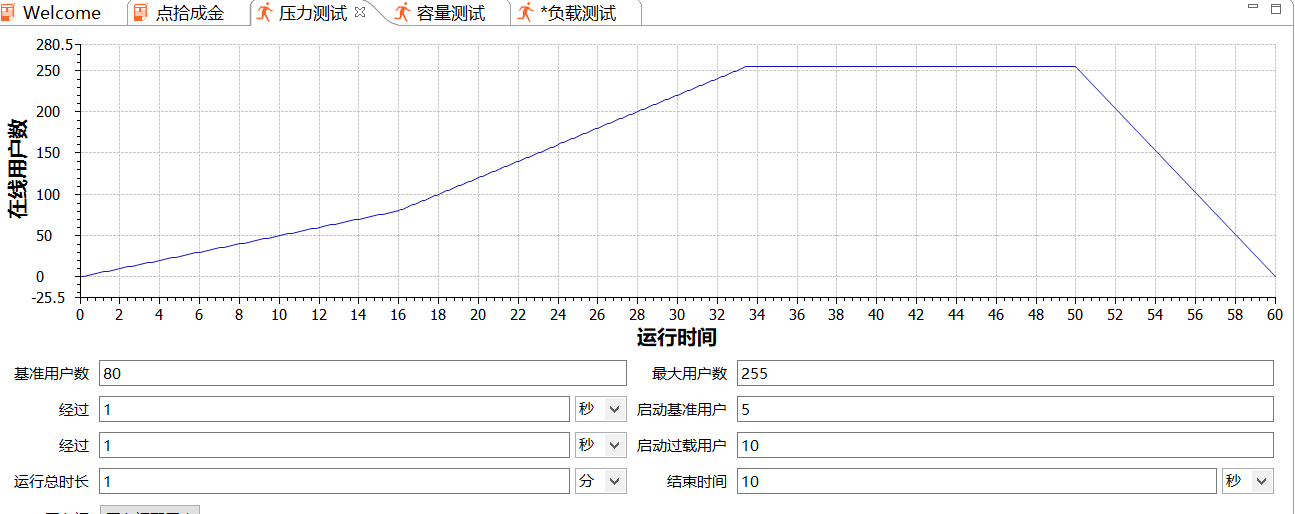 Welcome 点拾成金 压力测试 容量测试 *负载测试
280.5
250
200
150
100
50
0
-25.5
在线用户数
0 2 4 6 8 10 12 14 16 18 20 22 24 26 28 30 32 34 36 38 40 42 44 46 48 50 52 54 56 58 60
运行时间
基准用户数 80 最大用户数 255
经过 1 秒 启动基准用户 5
经过 1 秒 启动过载用户 10
运行总时长 1 分 结束时间 10 秒